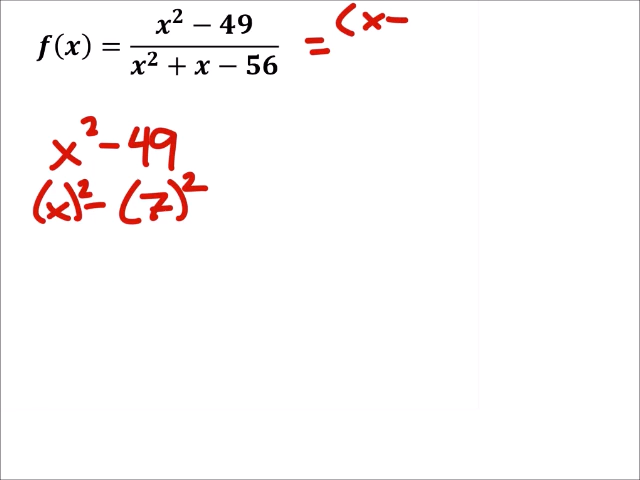 f(x) = (x² − 49)/(x² + x − 56) = (x −
x² − 49
(x)² − (7)²